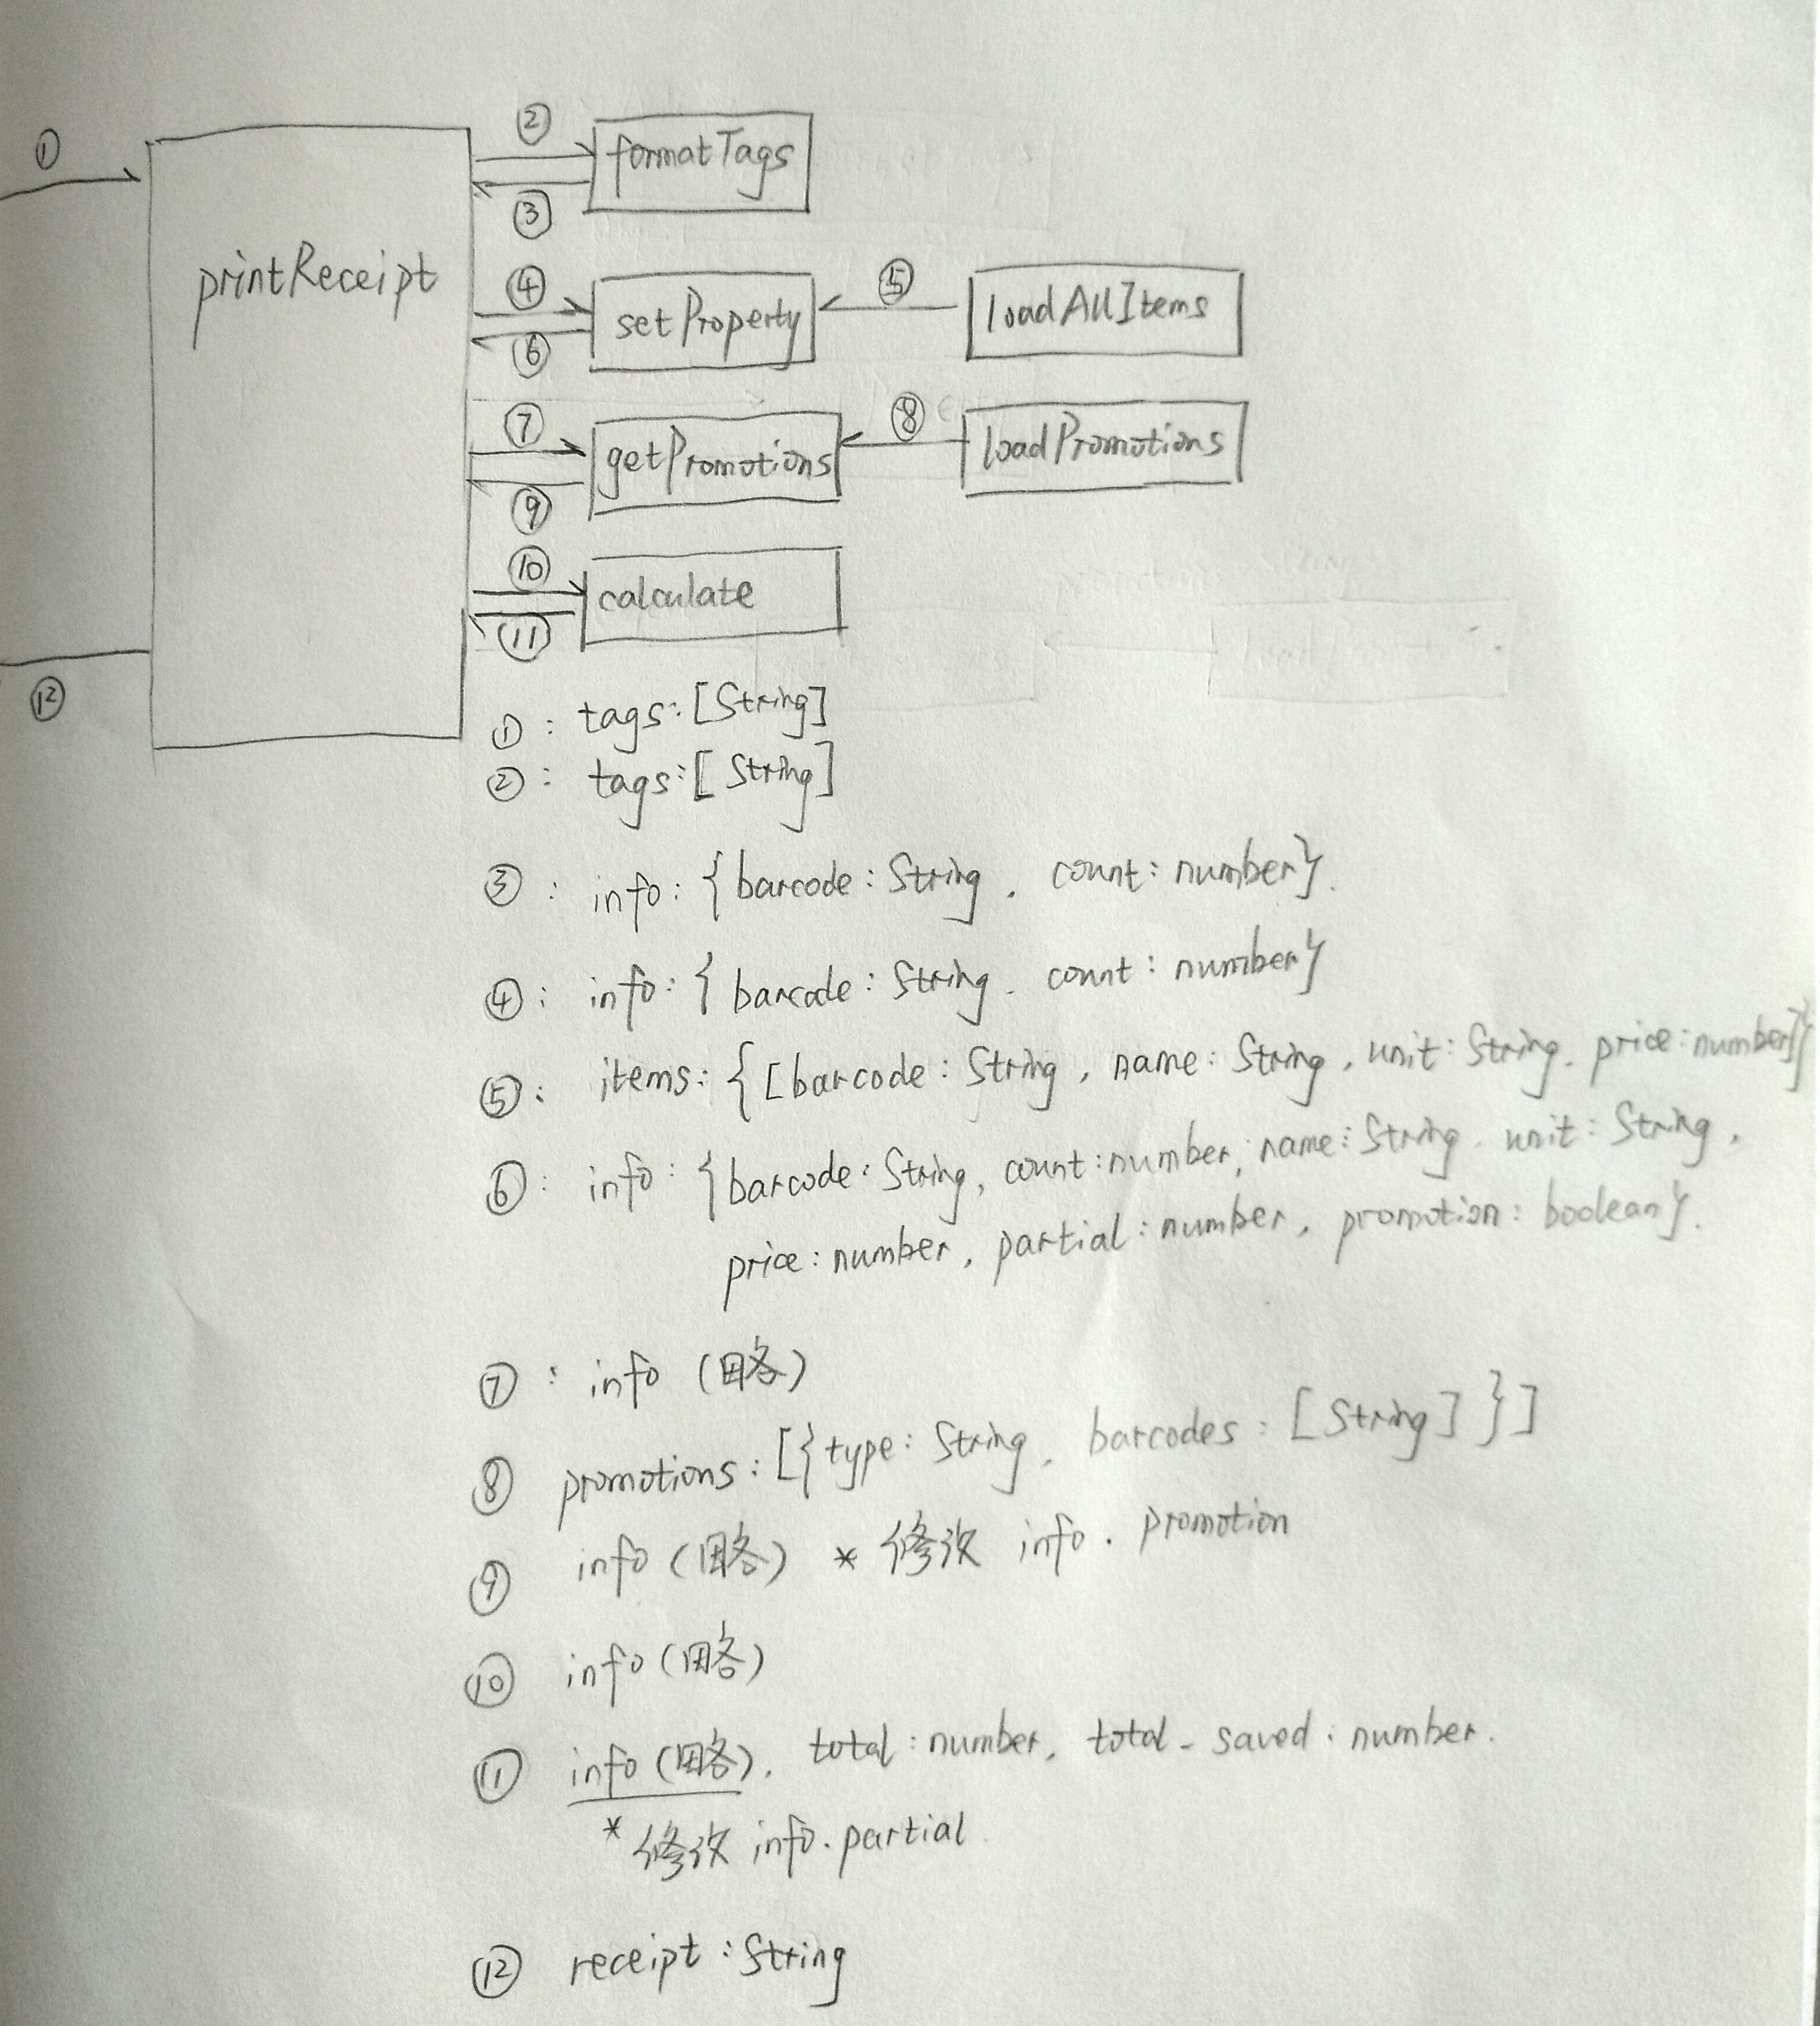 ①
②
formatTags
③
printReceipt
④
setProperty
⑤
loadAllItems
⑥
⑦
getPromotions
⑧
loadPromotions
⑨
⑩
calculate
⑪
⑫
①: tags:[String]
②: tags:[String]
③: info:{barcode:String, count:number}.
④: info:{barcode:String, count:number}
⑤: items:{[barcode:String, name:String, unit:String, price:number]}
⑥: info:{barcode:String, count:number, name:String, unit:String,
price:number, partial:number, promotion:boolean}.
⑦: info (略)
⑧ promotions:[{type:String, barcodes:[String]}]
⑨ info (略) * 修改 info.promotion
⑩ info (略)
⑪ info (略), total:number, total_saved:number.
* 修改 info.partial
⑫ receipt:String